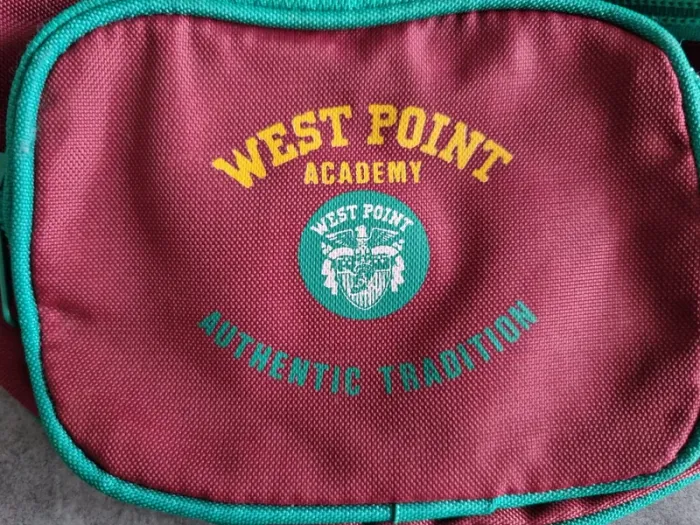 WEST POINT
ACADEMY
WEST POINT
AUTHENTIC TRADITION